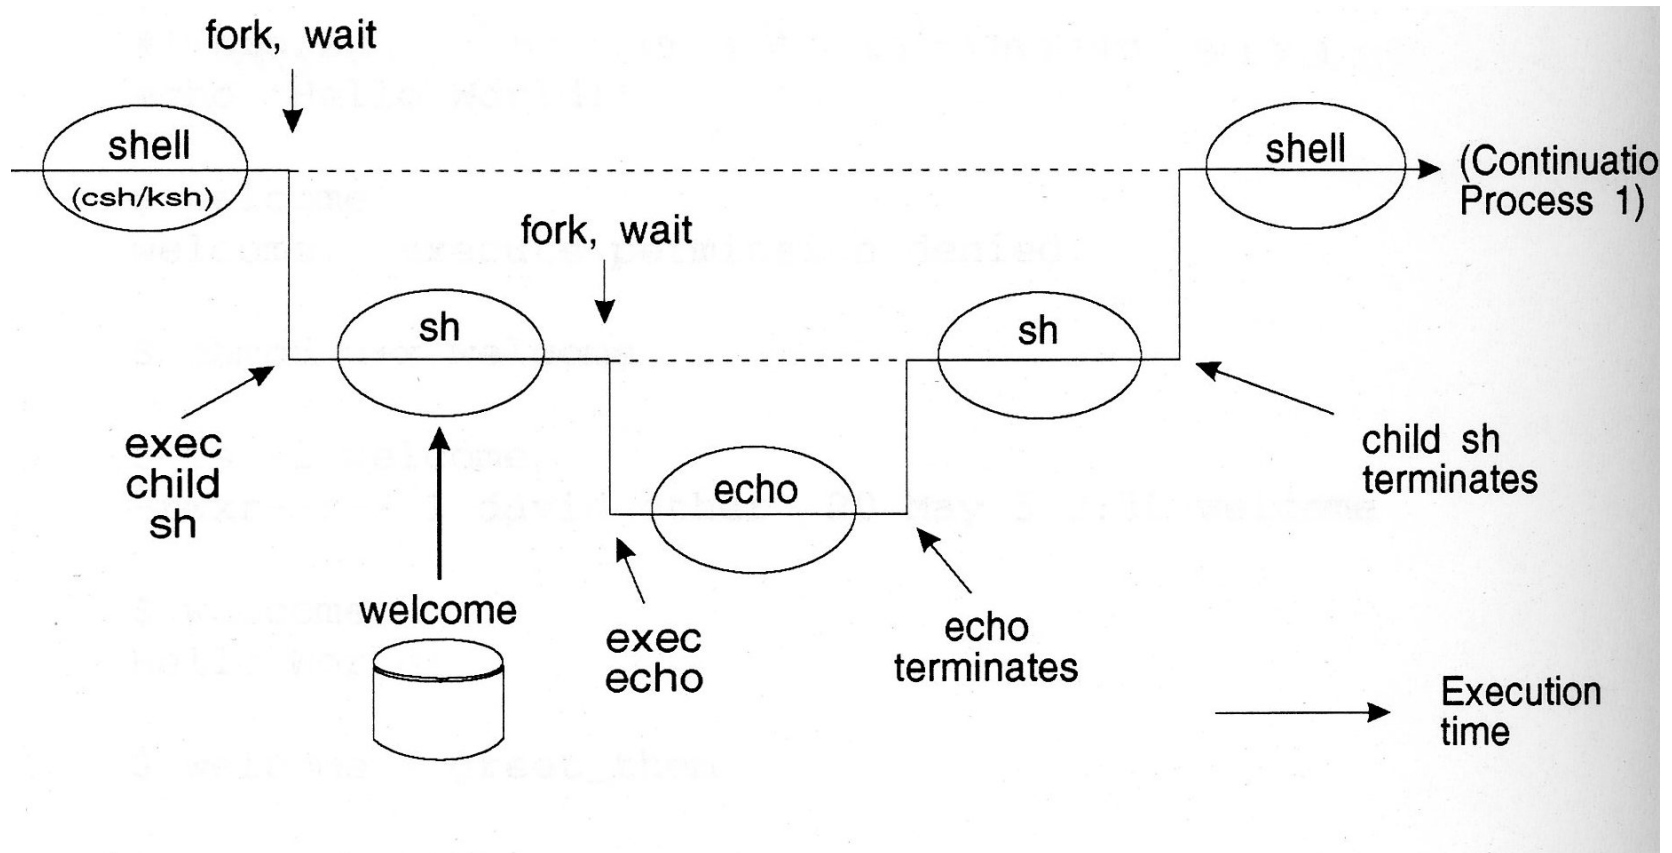 fork, wait
shell
(csh/ksh)
shell
(Continuatio
Process 1)
fork, wait
sh
sh
exec
child
sh
child sh
terminates
echo
welcome
exec
echo
echo
terminates
Execution
time